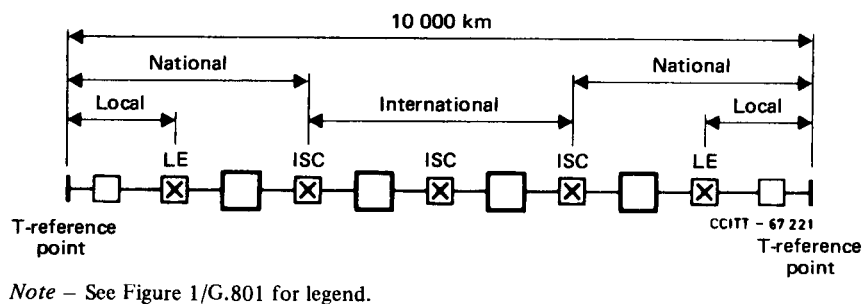 10 000 km
National
National
International
Local
Local
LE
ISC
ISC
ISC
LE
CCITT – 67 221
T-reference
point
T-reference
point
Note – See Figure 1/G.801 for legend.